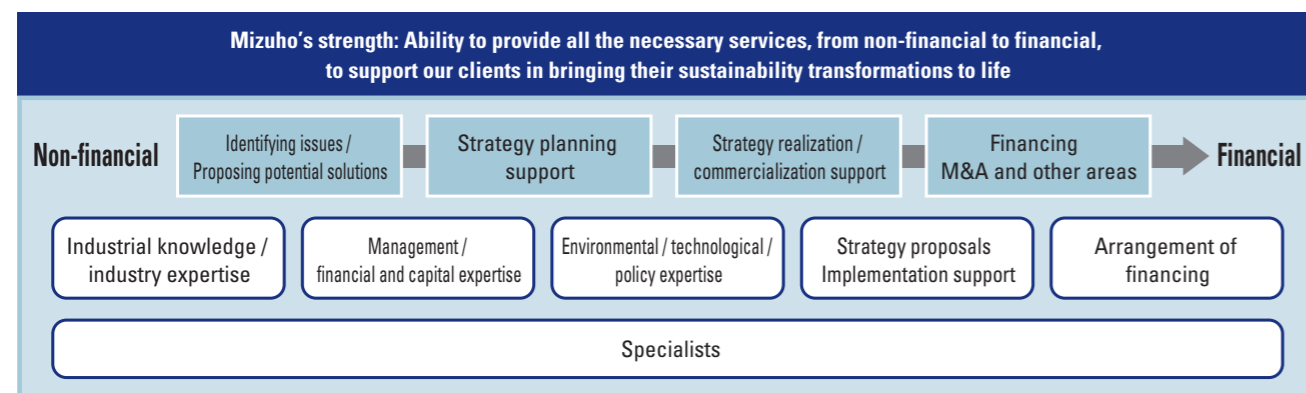 Mizuho’s strength: Ability to provide all the necessary services, from non-financial to financial,
to support our clients in bringing their sustainability transformations to life
Non-financial
Identifying issues /
Proposing potential solutions
Strategy planning
support
Strategy realization /
commercialization support
Financing
M&A and other areas
Financial
Industrial knowledge /
industry expertise
Management /
financial and capital expertise
Environmental / technological /
policy expertise
Strategy proposals
Implementation support
Arrangement of
financing
Specialists